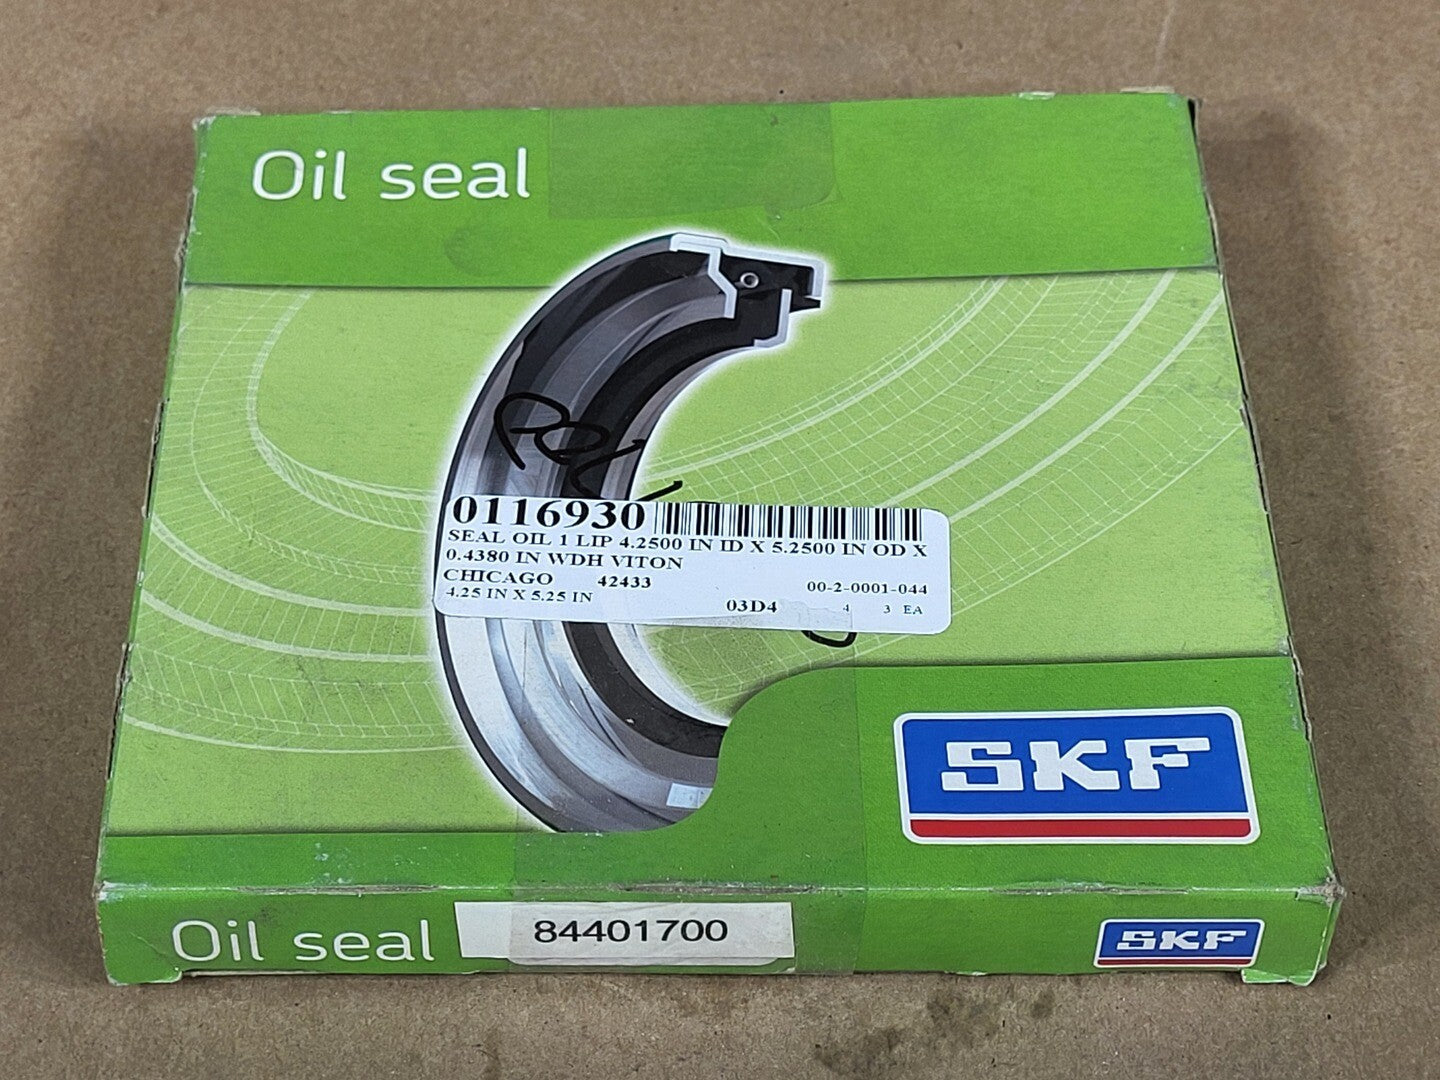 Oil seal
0116930
SEAL OIL 1 LIP 4.2500 IN ID X 5.2500 IN OD X
0.4380 IN WDH VITON
CHICAGO 42433 00-2-0001-044
4.25 IN X 5.25 IN 03D4 4 3 EA
SKF
Oil seal 84401700 SKF